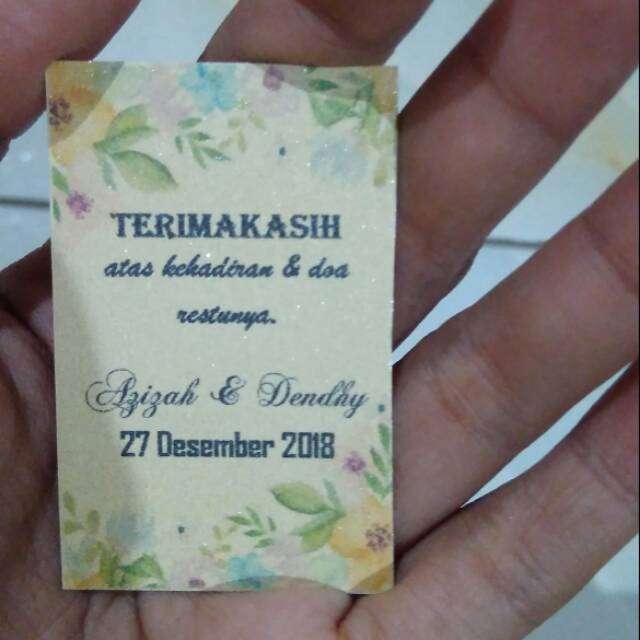 TERIMAKASIH
atas kehadiran & doa
restunya.
Azizah & Dendhy
27 Desember 2018